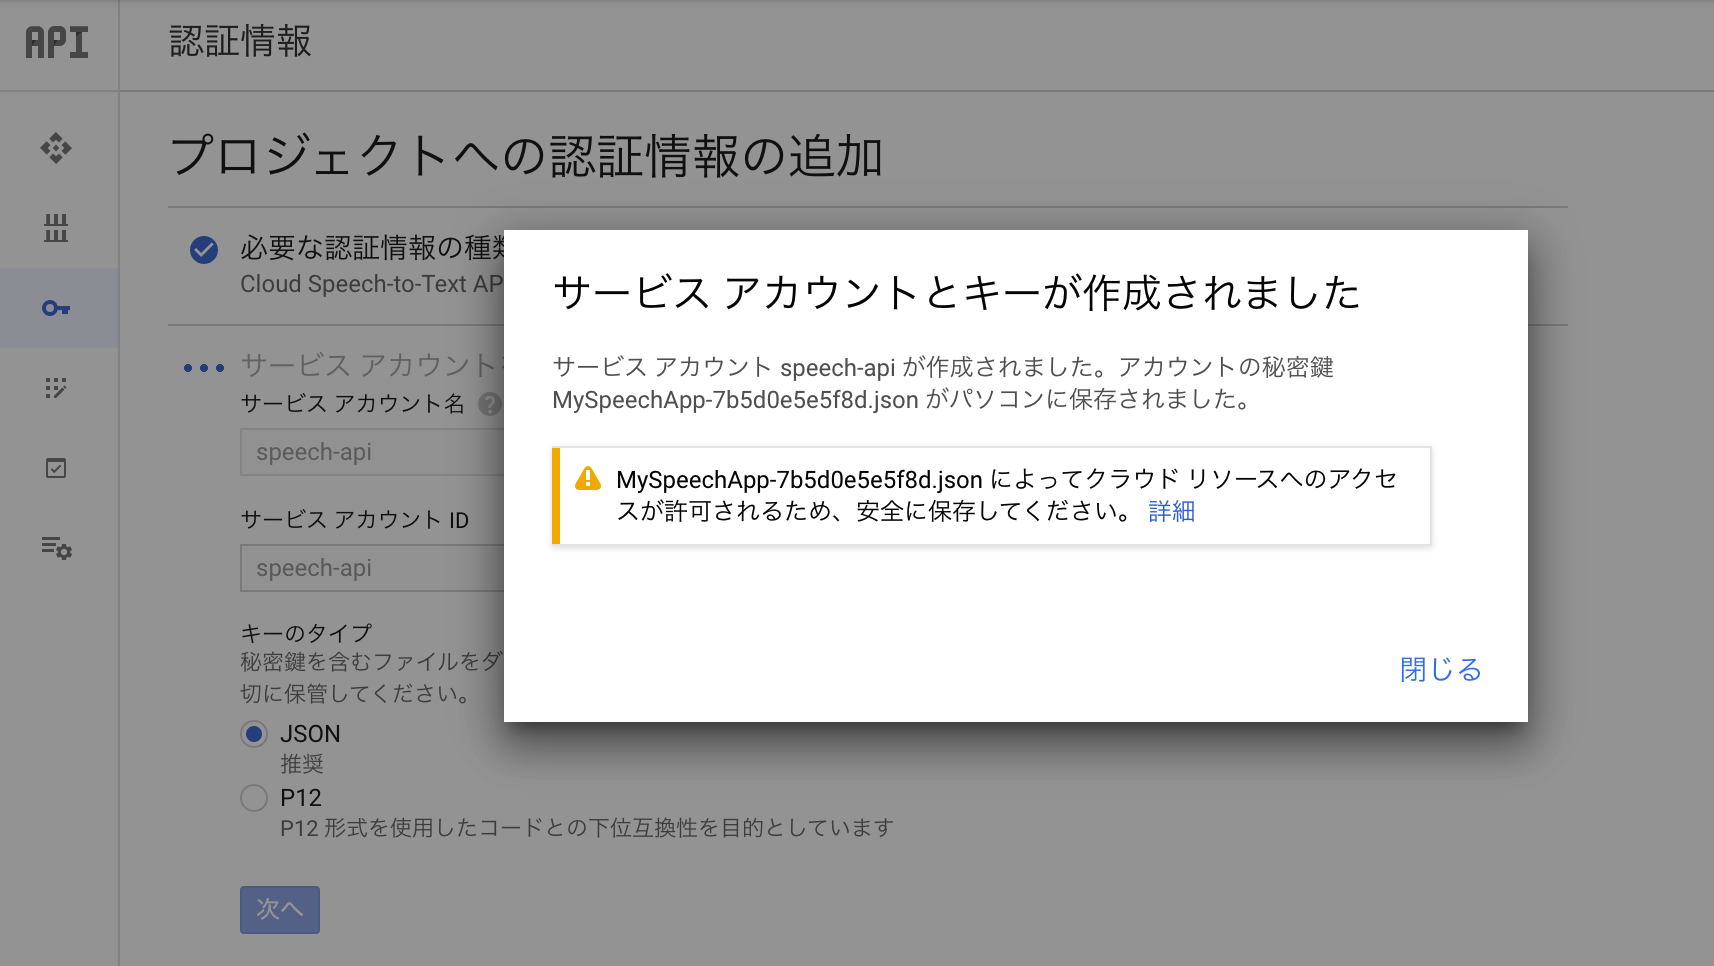 API
認証情報
プロジェクトへの認証情報の追加
必要な認証情報の種
Cloud Speech-to-Text AP
サービス アカウント
サービス アカウント名
speech-api
サービス アカウント ID
speech-api
キーのタイプ
秘密鍵を含むファイルをダ
切に保管してください。
JSON
推奨
P12
P12 形式を使用したコードとの下位互換性を目的としています
次へ
サービス アカウントとキーが作成されました
サービス アカウント speech-api が作成されました。アカウントの秘密鍵
MySpeechApp-7b5d0e5e5f8d.json がパソコンに保存されました。
MySpeechApp-7b5d0e5e5f8d.json によってクラウド リソースへのアクセ
スが許可されるため、安全に保存してください。 詳細
閉じる